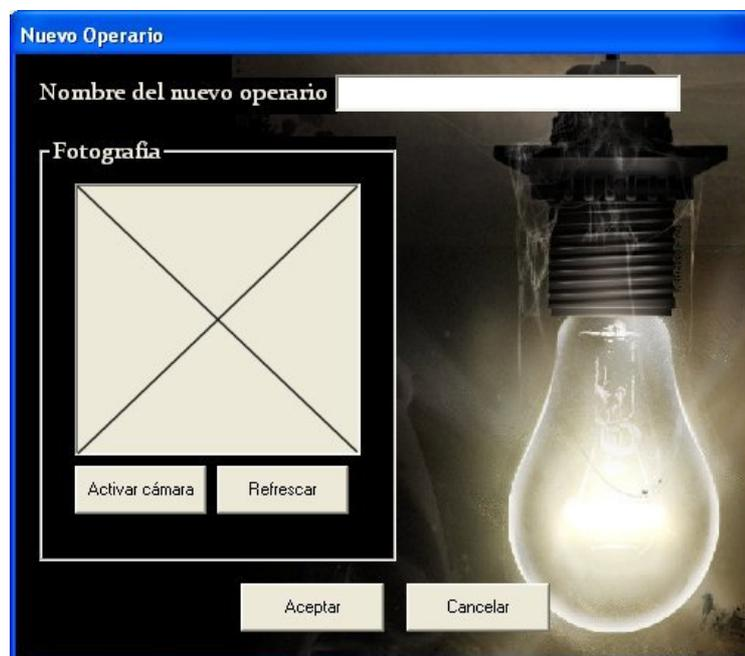 Nuevo Operario
Nombre del nuevo operario
Fotografia
Activar cámara Refrescar
Aceptar Cancelar